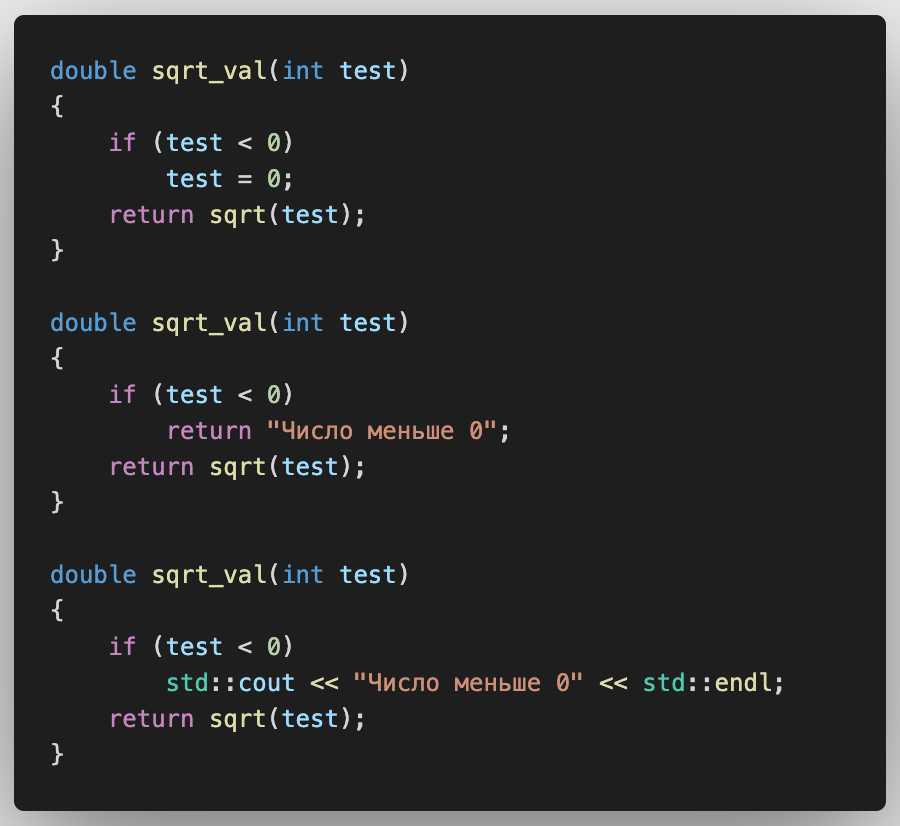 double sqrt_val(int test)
{
    if (test < 0)
        test = 0;
    return sqrt(test);
}

double sqrt_val(int test)
{
    if (test < 0)
        return "Число меньше 0";
    return sqrt(test);
}

double sqrt_val(int test)
{
    if (test < 0)
        std::cout << "Число меньше 0" << std::endl;
    return sqrt(test);
}